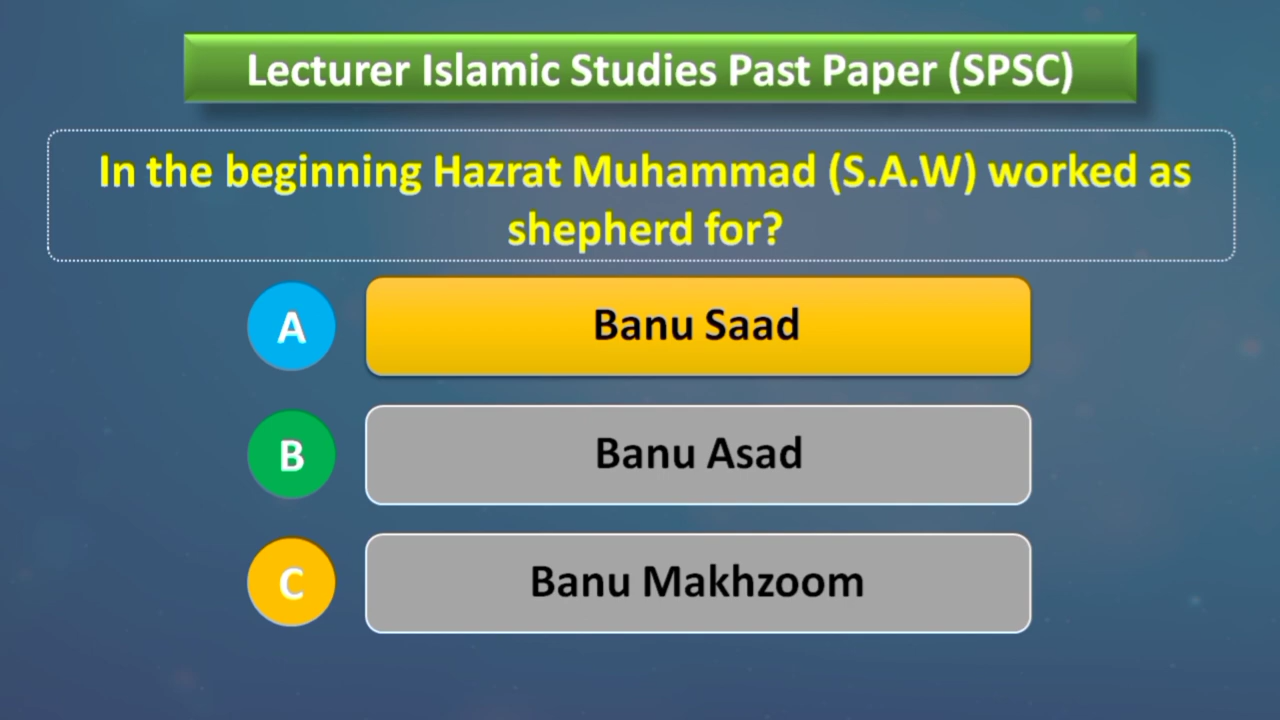 Lecturer Islamic Studies Past Paper (SPSC)
In the beginning Hazrat Muhammad (S.A.W) worked as
shepherd for?
A Banu Saad
B Banu Asad
C Banu Makhzoom